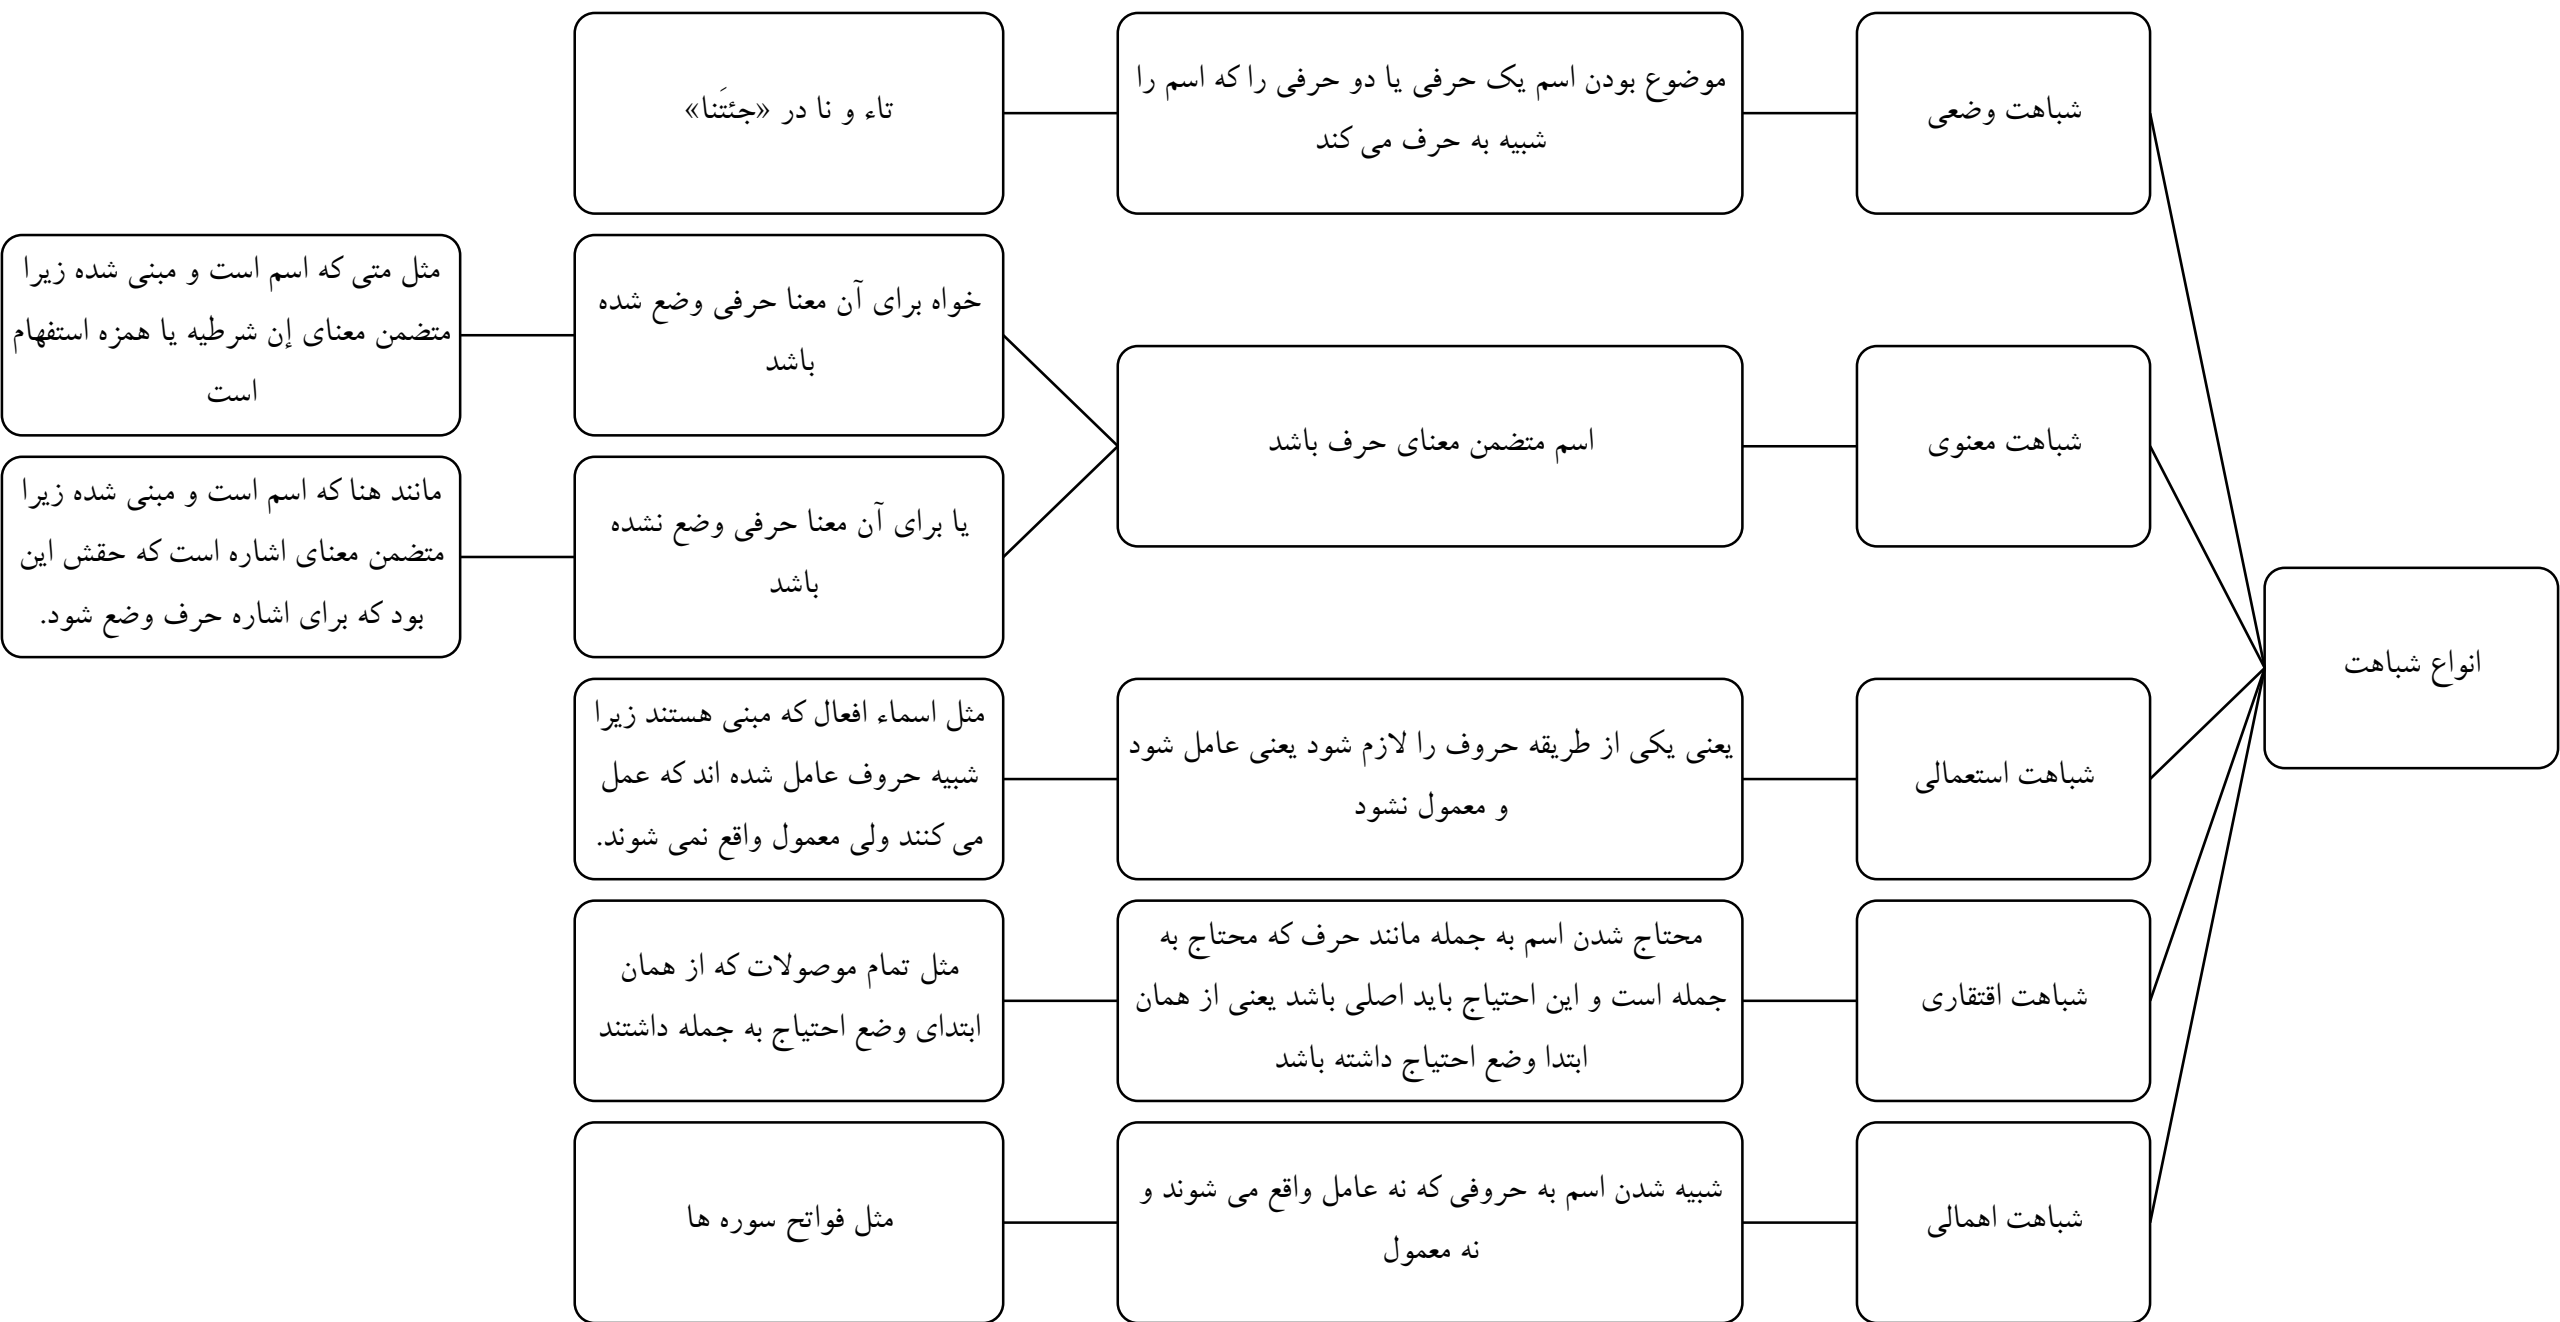 انواع شباهت
شباهت وضعی
موضوع بودن اسم یک حرفی یا دو حرفی را که اسم را
شبیه به حرف می کند
تاء و نا در «جئتَنا»
شباهت معنوی
اسم متضمن معنای حرف باشد
خواه برای آن معنا حرفی وضع شده
باشد
مثل متی که اسم است و مبنی شده زیرا
متضمن معنای إن شرطیه یا همزه استفهام
است
یا برای آن معنا حرفی وضع نشده
باشد
مانند هنا که اسم است و مبنی شده زیرا
متضمن معنای اشاره است که حقش این
بود که برای اشاره حرف وضع شود.
شباهت استعمالی
یعنی یکی از طریقه حروف را لازم شود یعنی عامل شود
و معمول نشود
مثل اسماء افعال که مبنی هستند زیرا
شبیه حروف عامل شده اند که عمل
می کنند ولی معمول واقع نمی شوند.
شباهت اقتقاری
محتاج شدن اسم به جمله مانند حرف که محتاج به
جمله است و این احتیاج باید اصلی باشد یعنی از همان
ابتدا وضع احتیاج داشته باشد
مثل تمام موصولات که از همان
ابتدای وضع احتیاج به جمله داشتند
شباهت اهمالی
شبیه شدن اسم به حروفی که نه عامل واقع می شوند و
نه معمول
مثل فواتح سوره ها